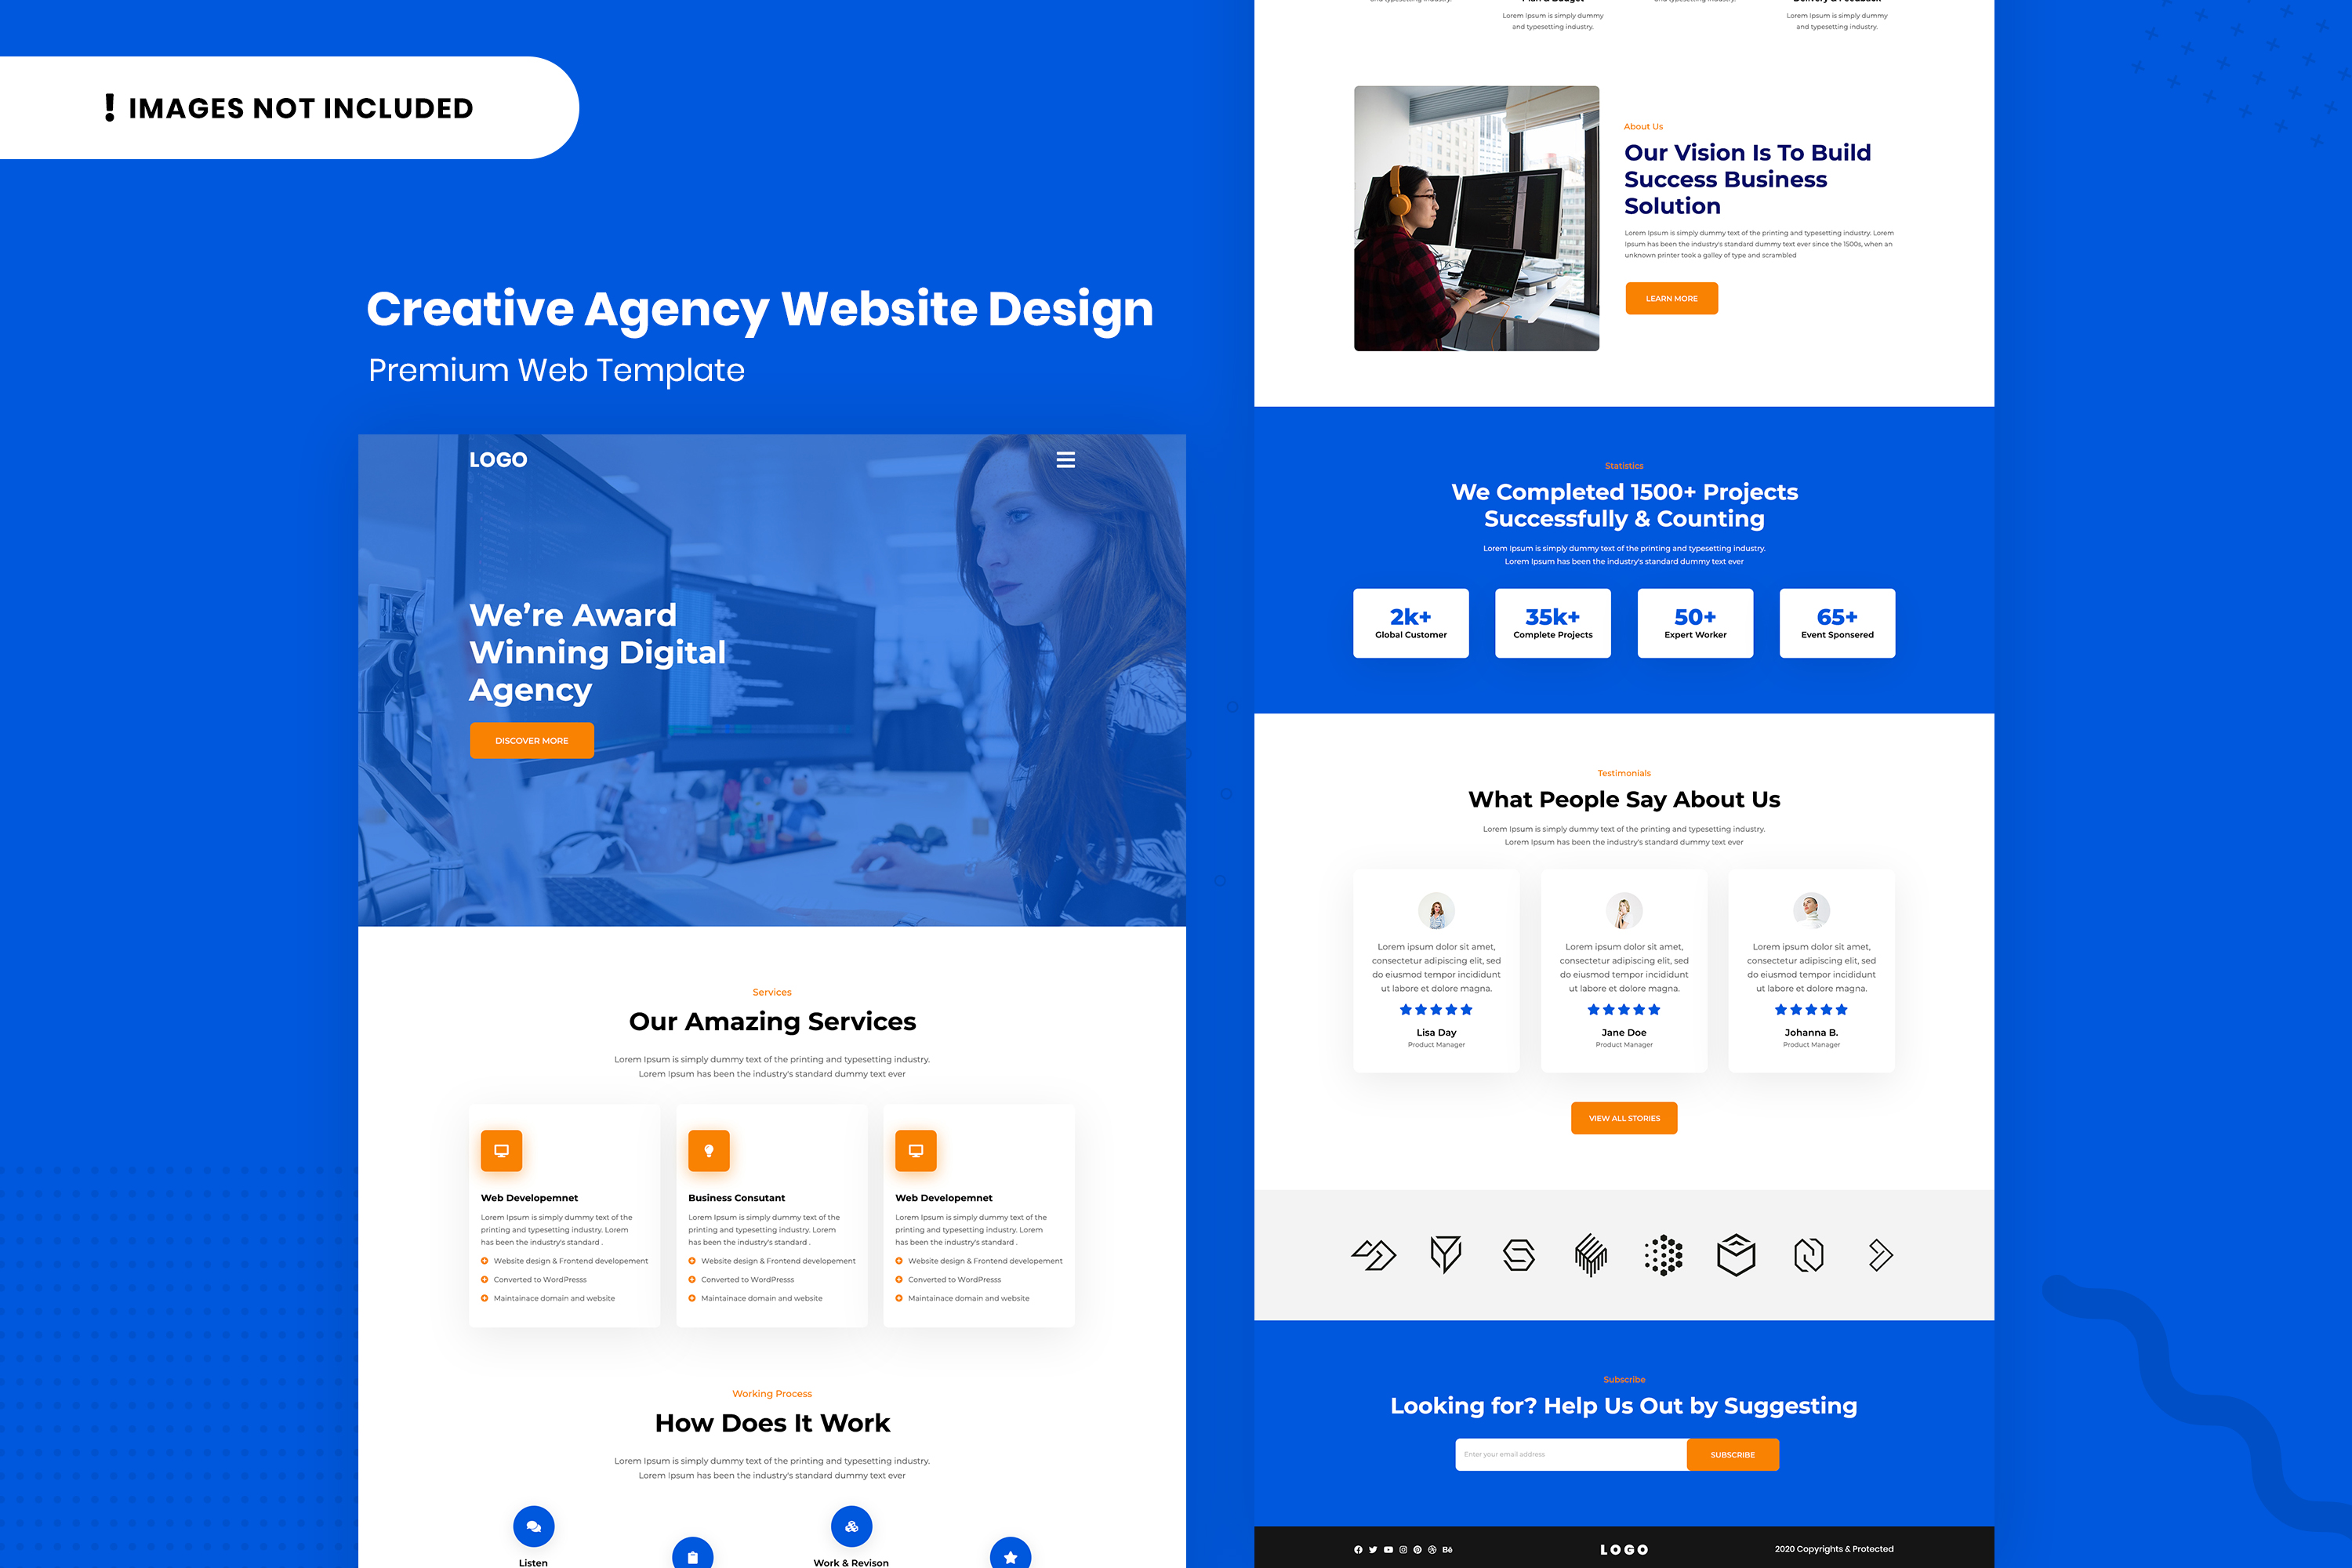 ! IMAGES NOT INCLUDED
Creative Agency Website Design
Premium Web Template
LOGO
We're Award
Winning Digital
Agency
DISCOVER MORE
Services
Our Amazing Services
Lorem Ipsum is simply dummy text of the printing and typesetting industry.
Lorem Ipsum has been the industry's standard dummy text ever
Web Developemnet
Lorem Ipsum is simply dummy text of the
printing and typesetting industry. Lorem
has been the industry's standard .
Website design & Frontend developement
Converted to WordPresss
Maintainace domain and website
Business Consutant
Lorem Ipsum is simply dummy text of the
printing and typesetting industry. Lorem
has been the industry's standard .
Website design & Frontend developement
Converted to WordPresss
Maintainace domain and website
Web Developemnet
Lorem Ipsum is simply dummy text of the
printing and typesetting industry. Lorem
has been the industry's standard .
Website design & Frontend developement
Converted to WordPresss
Maintainace domain and website
Working Process
How Does It Work
Lorem Ipsum is simply dummy text of the printing and typesetting industry.
Lorem Ipsum has been the industry's standard dummy text ever
Listen
Work & Revison
and typesetting industry.
Plan & Budget
Lorem Ipsum is simply dummy
and typesetting industry.
and typesetting industry.
Delivery & Feedback
Lorem Ipsum is simply dummy
and typesetting industry.
About Us
Our Vision Is To Build
Success Business
Solution
Lorem Ipsum is simply dummy text of the printing and typesetting industry. Lorem
Ipsum has been the industry's standard dummy text ever since the 1500s, when an
unknown printer took a galley of type and scrambled
LEARN MORE
Statistics
We Completed 1500+ Projects
Successfully & Counting
Lorem Ipsum is simply dummy text of the printing and typesetting industry.
Lorem Ipsum has been the industry's standard dummy text ever
2k+
Global Customer
35k+
Complete Projects
50+
Expert Worker
65+
Event Sponsered
Testimonials
What People Say About Us
Lorem Ipsum is simply dummy text of the printing and typesetting industry.
Lorem Ipsum has been the industry's standard dummy text ever
Lorem ipsum dolor sit amet,
consectetur adipiscing elit, sed
do eiusmod tempor incididunt
ut labore et dolore magna.
Lisa Day
Product Manager
Lorem ipsum dolor sit amet,
consectetur adipiscing elit, sed
do eiusmod tempor incididunt
ut labore et dolore magna.
Jane Doe
Product Manager
Lorem ipsum dolor sit amet,
consectetur adipiscing elit, sed
do eiusmod tempor incididunt
ut labore et dolore magna.
Johanna B.
Product Manager
VIEW ALL STORIES
Subscribe
Looking for? Help Us Out by Suggesting
Enter your email address
SUBSCRIBE
Bē
LOGO
2020 Copyrights & Protected